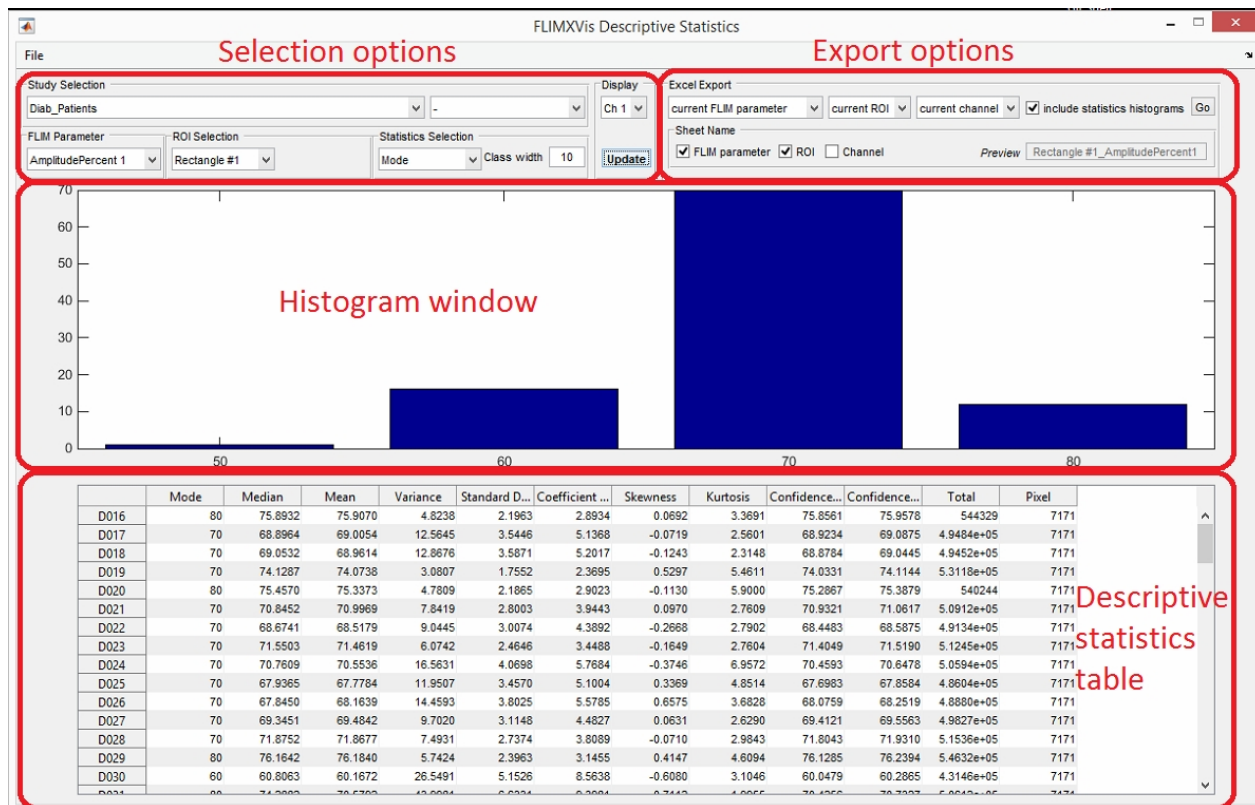 FLIMXVis Descriptive Statistics
File
Selection options
Export options
Study Selection
Display
Excel Export
Diab_Patients
-
Ch 1
current FLIM parameter
current ROI
current channel
include statistics histograms
Go
FLIM Parameter
ROI Selection
Statistics Selection
Sheet Name
AmplitudePercent 1
Rectangle #1
Mode
Class width
10
Update
FLIM parameter
ROI
Channel
Preview
Rectangle #1_AmplitudePercent1
70
60
50
40
30
20
10
0
Histogram window
50 60 70 80
Mode Median Mean Variance Standard D... Coefficient ... Skewness Kurtosis Confidence... Confidence... Total Pixel
D016 80 75.8932 75.9070 4.8238 2.1963 2.8934 0.0692 3.3691 75.8561 75.9578 544329 7171
D017 70 68.8964 69.0054 12.5645 3.5446 5.1368 -0.0719 2.5601 68.9234 69.0875 4.9484e+05 7171
D018 70 69.0532 68.9614 12.8676 3.5871 5.2017 -0.1243 2.3148 68.8784 69.0445 4.9452e+05 7171
D019 70 74.1287 74.0738 3.0807 1.7552 2.3695 0.5297 5.4611 74.0331 74.1144 5.3118e+05 7171
D020 80 75.4570 75.3373 4.7809 2.1865 2.9023 -0.1130 5.9000 75.2867 75.3879 540244 7171
D021 70 70.8452 70.9969 7.8419 2.8003 3.9443 0.0970 2.7609 70.9321 71.0617 5.0912e+05 7171
D022 70 68.6741 68.5179 9.0445 3.0074 4.3892 -0.2668 2.7902 68.4483 68.5875 4.9134e+05 7171
D023 70 71.5503 71.4619 6.0742 2.4646 3.4488 -0.1649 2.7604 71.4049 71.5190 5.1245e+05 7171
D024 70 70.7609 70.5536 16.5631 4.0698 5.7684 -0.3746 6.9572 70.4593 70.6478 5.0594e+05 7171
D025 70 67.9365 67.7784 11.9507 3.4570 5.1004 0.3369 4.8514 67.6983 67.8584 4.8604e+05 7171
D026 70 67.8450 68.1639 14.4593 3.8025 5.5785 0.6575 3.6828 68.0759 68.2519 4.8880e+05 7171
D027 70 69.3451 69.4842 9.7020 3.1148 4.4827 0.0631 2.6290 69.4121 69.5563 4.9827e+05 7171
D028 70 71.8752 71.8677 7.4931 2.7374 3.8089 -0.0710 2.9843 71.8043 71.9310 5.1536e+05 7171
D029 80 76.1642 76.1840 5.7424 2.3963 3.1455 0.4147 4.6094 76.1285 76.2394 5.4632e+05 7171
D030 60 60.8063 60.1672 26.5491 5.1526 8.5638 -0.6080 3.1046 60.0479 60.2865 4.3146e+05 7171
Descriptive
statistics
table